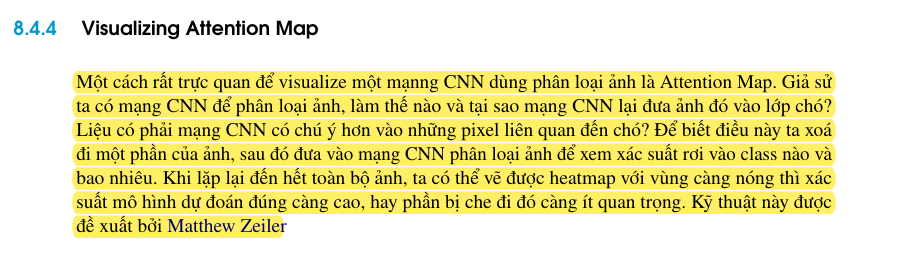 8.4.4 Visualizing Attention Map
Một cách rất trực quan để visualize một mạnng CNN dùng phân loại ảnh là Attention Map. Giả sử
ta có mạng CNN để phân loại ảnh, làm thế nào và tại sao mạng CNN lại đưa ảnh đó vào lớp chó?
Liệu có phải mạng CNN có chú ý hơn vào những pixel liên quan đến chó? Để biết điều này ta xoá
đi một phần của ảnh, sau đó đưa vào mạng CNN phân loại ảnh để xem xác suất rơi vào class nào và
bao nhiêu. Khi lặp lại đến hết toàn bộ ảnh, ta có thể vẽ được heatmap với vùng càng nóng thì xác
suất mô hình dự đoán đúng càng cao, hay phần bị che đi đó càng ít quan trọng. Kỹ thuật này được
đề xuất bởi Matthew Zeiler